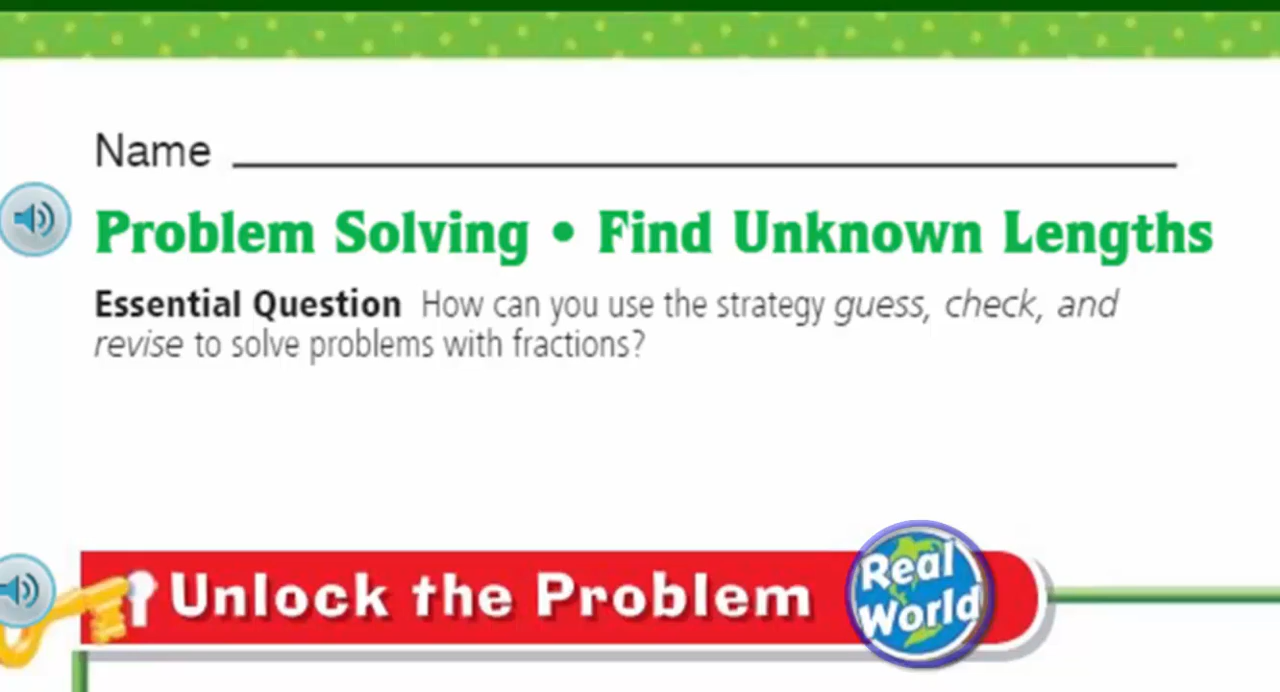 Name
Problem Solving • Find Unknown Lengths
Essential Question How can you use the strategy guess, check, and
revise to solve problems with fractions?
Unlock the Problem
Real
World